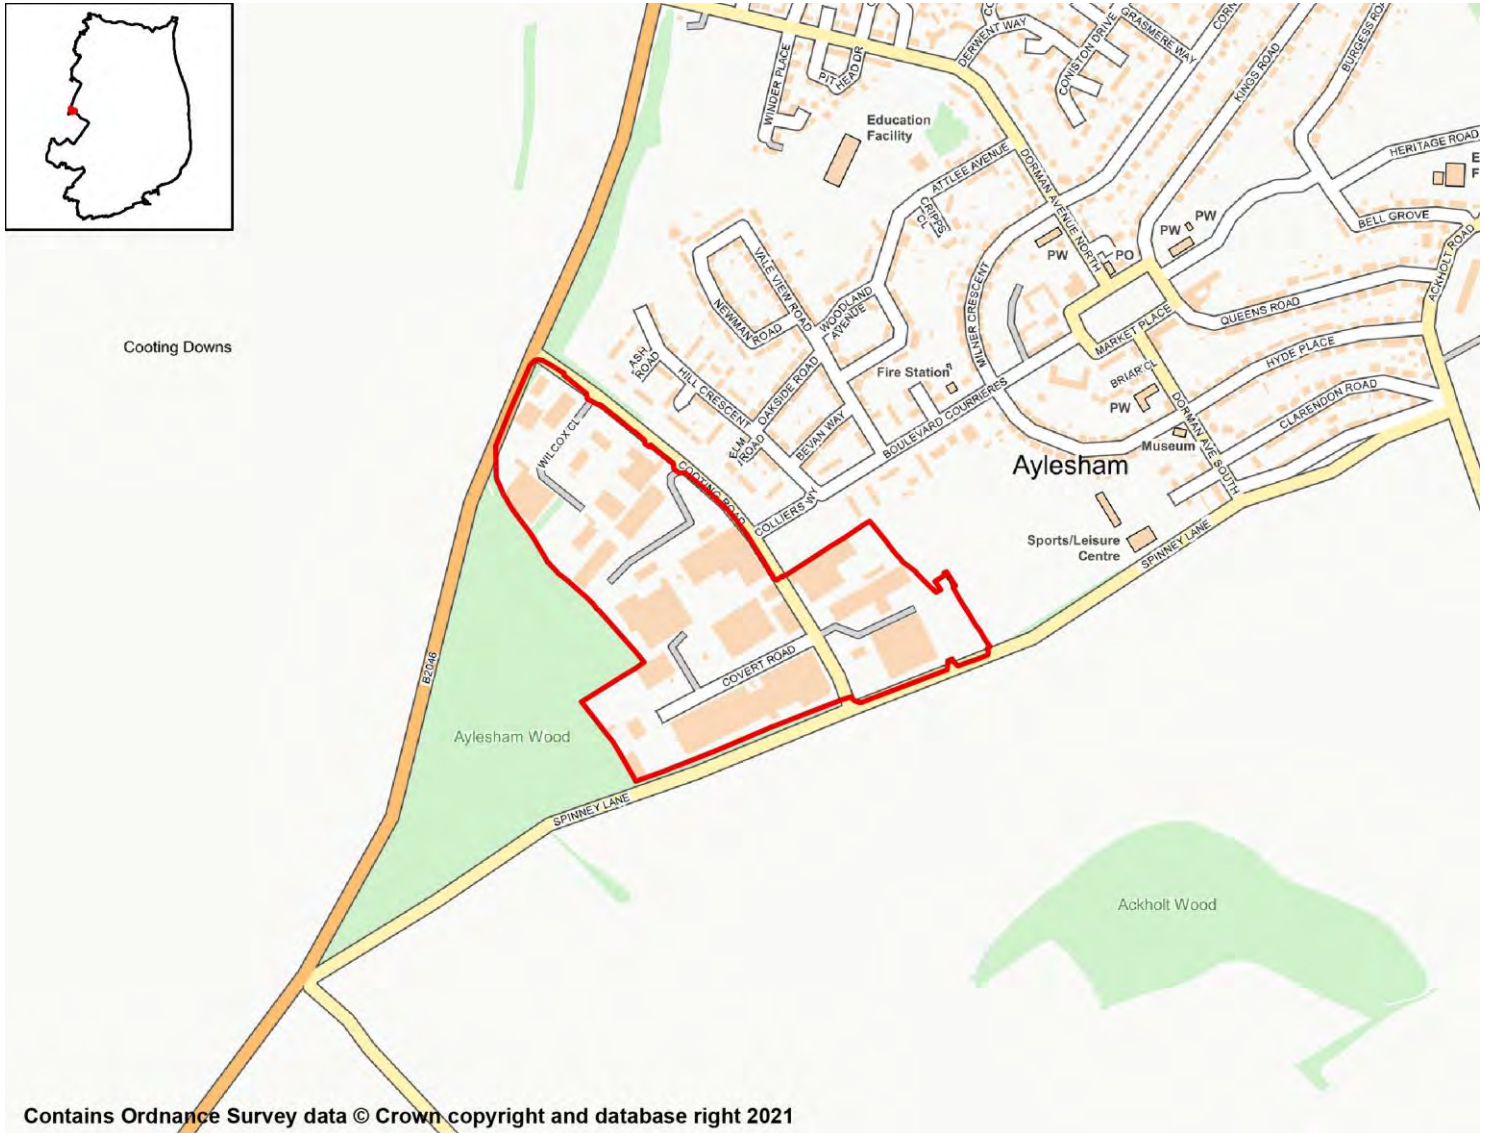 DERWENT WAY
GRASMERE WAY
CORN
BURGESS ROA
CONISTON DRIVE
KINGS ROAD
WINDER PLACE
PIT
HEAD DR
Education
Facility
HERITAGE ROAD
E
F
ATTLEE AVENUE
DORMAN AVENUE NORTH
CRIPPS
CL
PW
PW
BELL GROVE
PW
PO
ACKHOLT ROAD
VALE VIEW ROAD
NEWMAN ROAD
WOODLAND
AVENUE
MILNER CRESCENT
QUEENS ROAD
MARKET PLACE
Cooting Downs
HYDE PLACE
ASH
ROAD
HILL CRESCENT
OAKSIDE ROAD
Fire Station
BRIAR CL
CLARENDON ROAD
PW
DORMAN AVE SOUTH
BOULEVARD COURRIERES
BEVAN WAY
ELM
ROAD
WILCOX CL
Museum
Aylesham
COOTING ROAD
COLLIERS WY
Sports/Leisure
Centre
SPINNEY LANE
B2046
COVERT ROAD
Aylesham Wood
SPINNEY LANE
Ackholt Wood
Contains Ordnance Survey data © Crown copyright and database right 2021